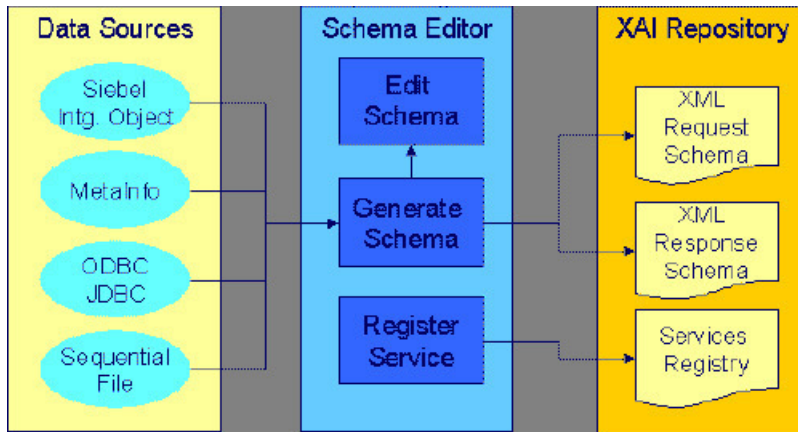 Data Sources
Siebel
Intg. Object
MetaInfo
ODBC
JDBC
Sequential
File
Schema Editor
Edit
Schema
Generate
Schema
Register
Service
XAI Repository
XML
Request
Schema
XML
Response
Schema
Services
Registry